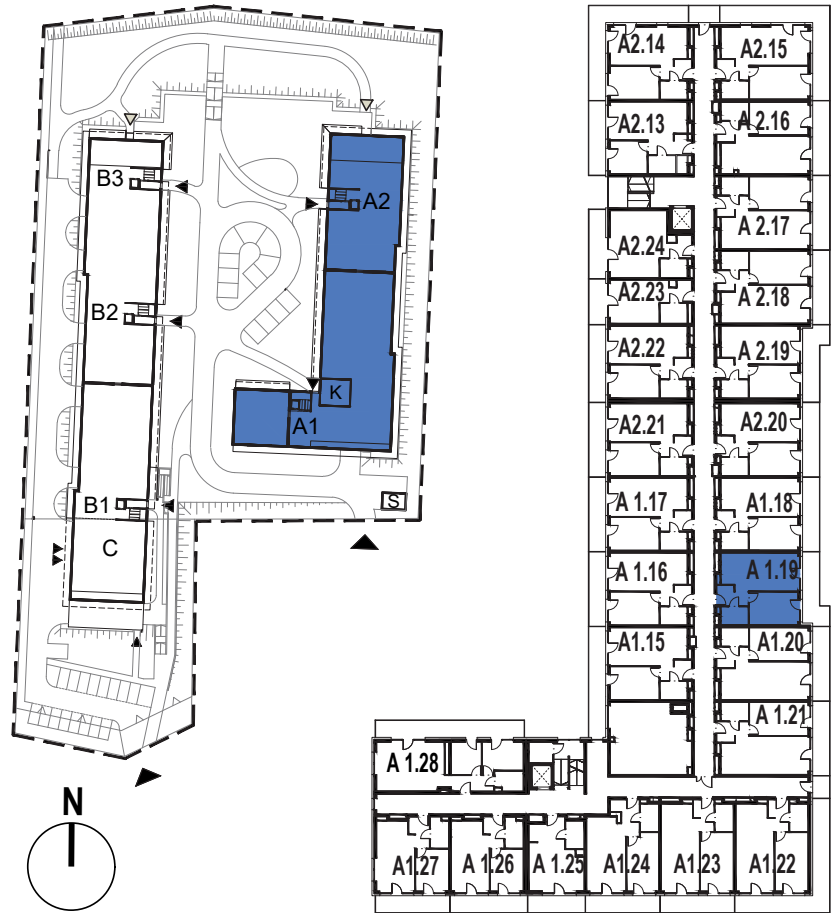 B3
A2
B2
K
A1
B1
S
C
N
A2.14
A2.15
A2.13
A 2.16
A 2.17
A2.24
A2.23
A 2.18
A2.22
A 2.19
A2.21
A2.20
A 1.17
A1.18
A 1.16
A 1.19
A1.15
A1.20
A 1.21
A 1.28
A1.27
A 1.26
A 1.25
A1.24
A1.23
A1.22